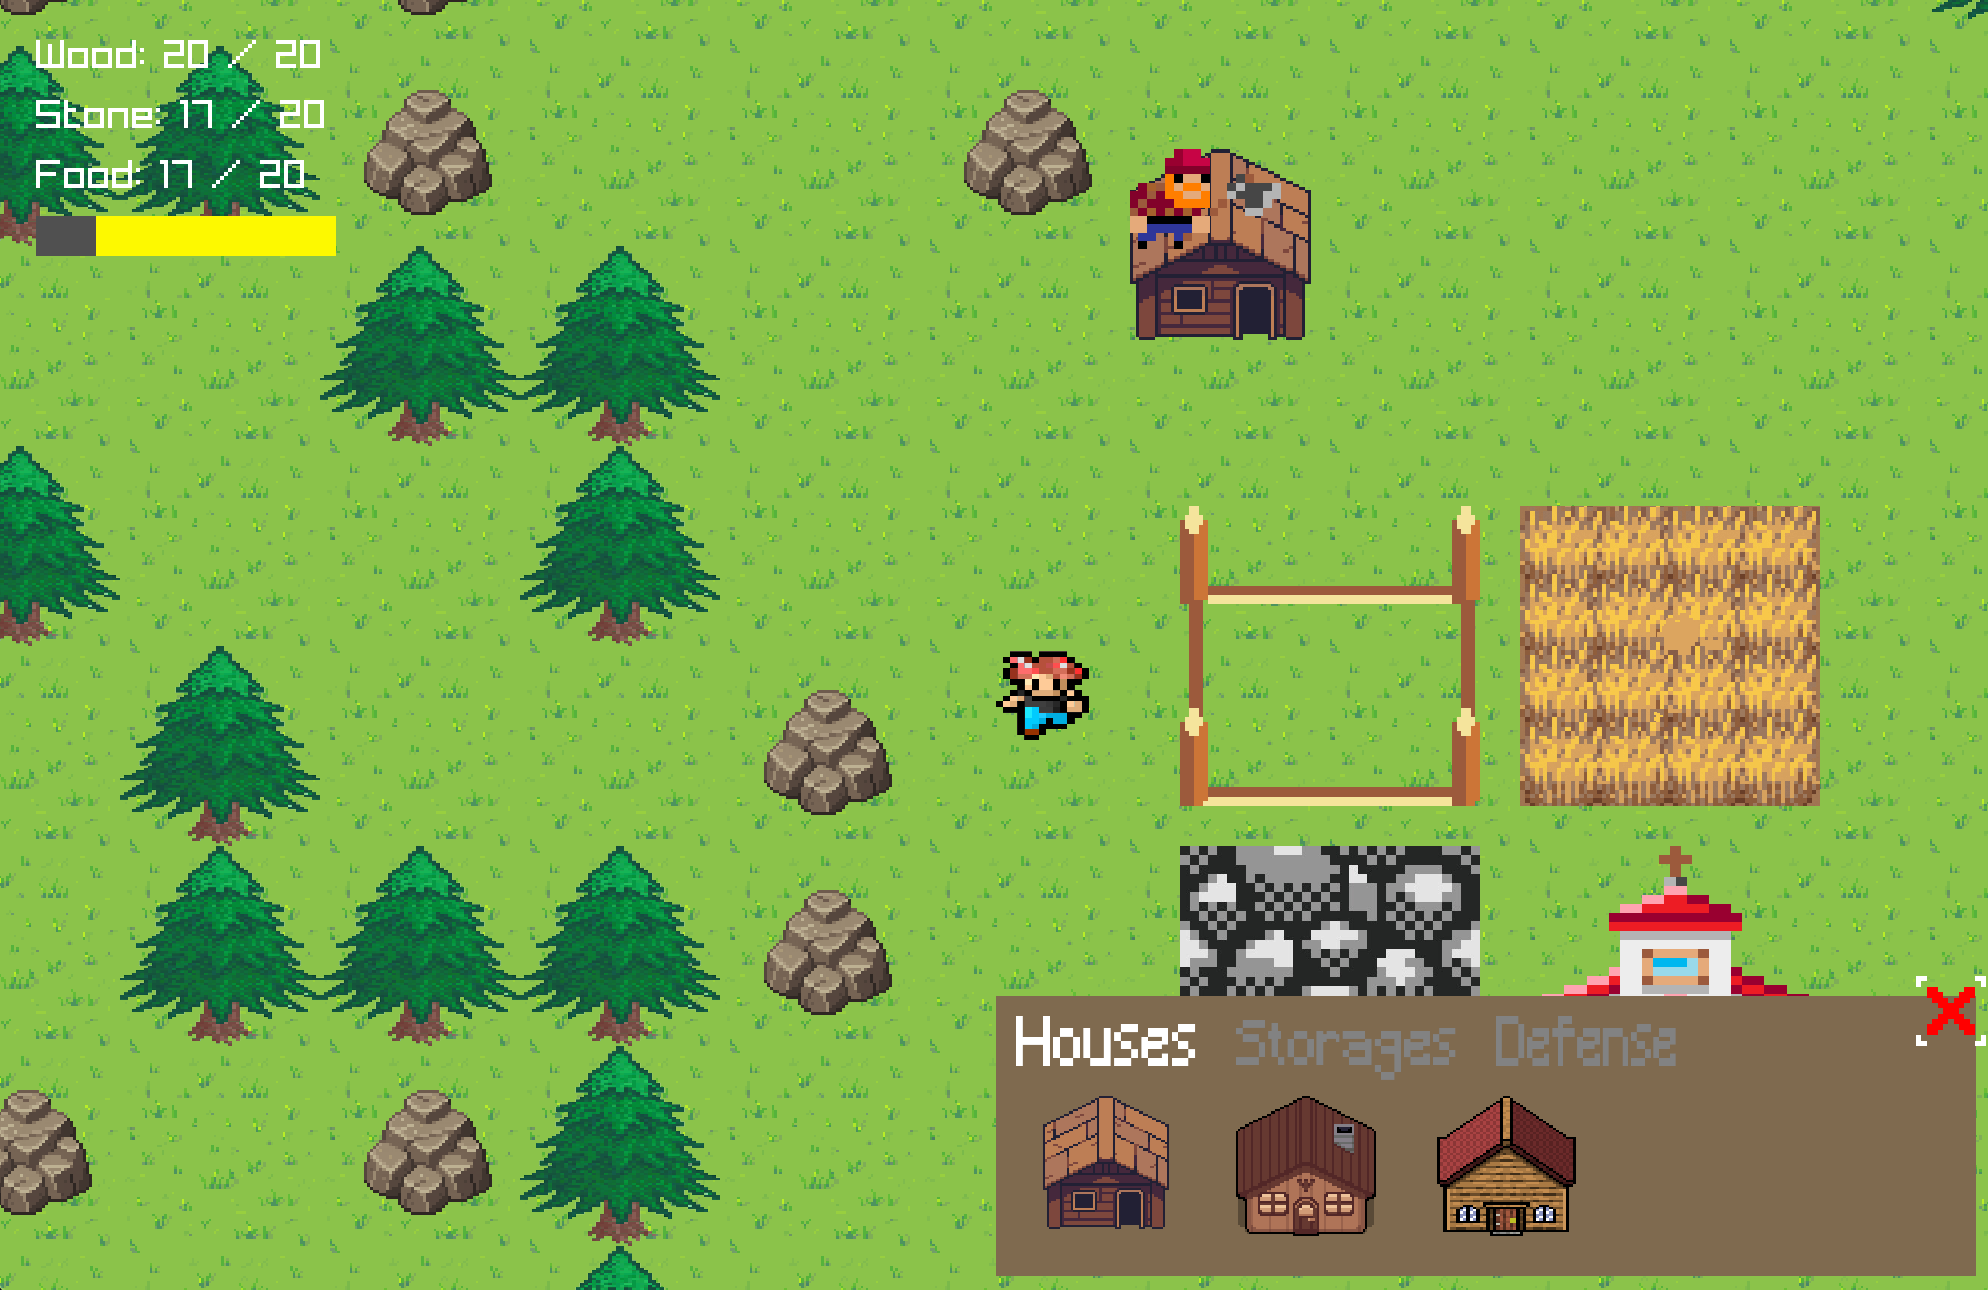 Wood: 20 / 20
Stone: 17 / 20
Food: 17 / 20
Houses Storages Defense